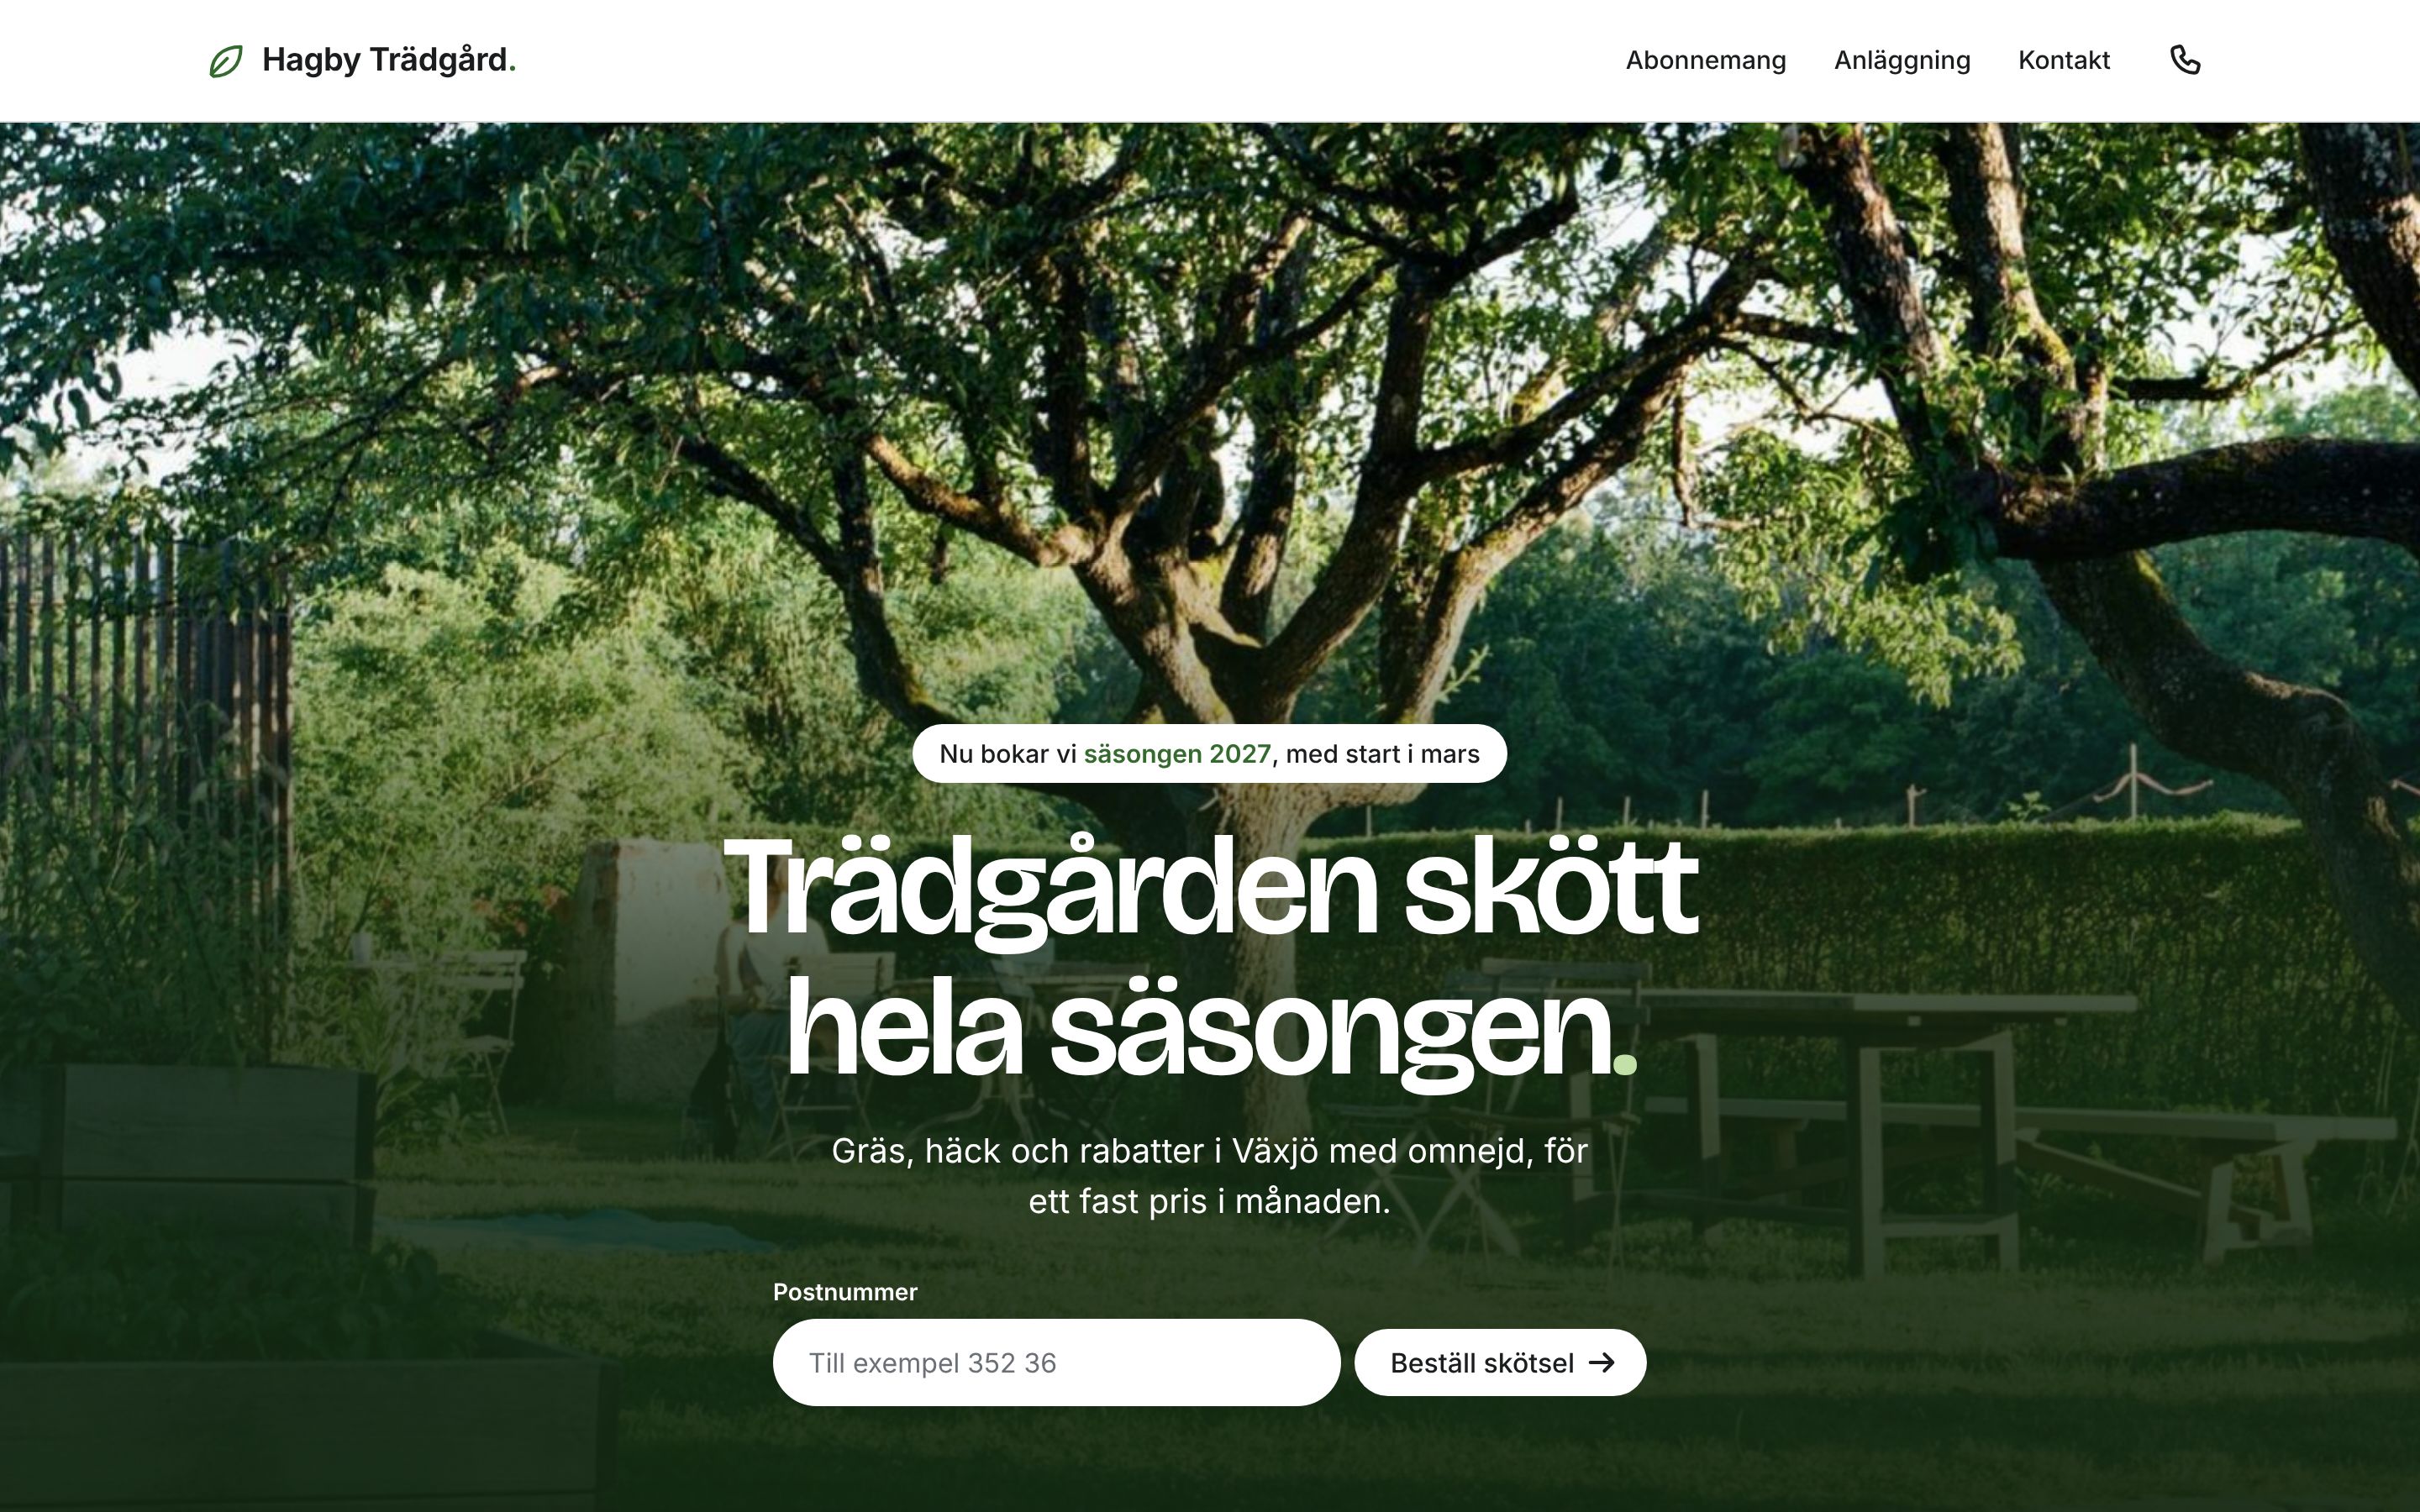 Hagby Trädgård.
Abonnemang
Anläggning
Kontakt
Nu bokar vi säsongen 2027, med start i mars
Trädgården skött
hela säsongen.
Gräs, häck och rabatter i Växjö med omnejd, för
ett fast pris i månaden.
Postnummer
Till exempel 352 36
Beställ skötsel